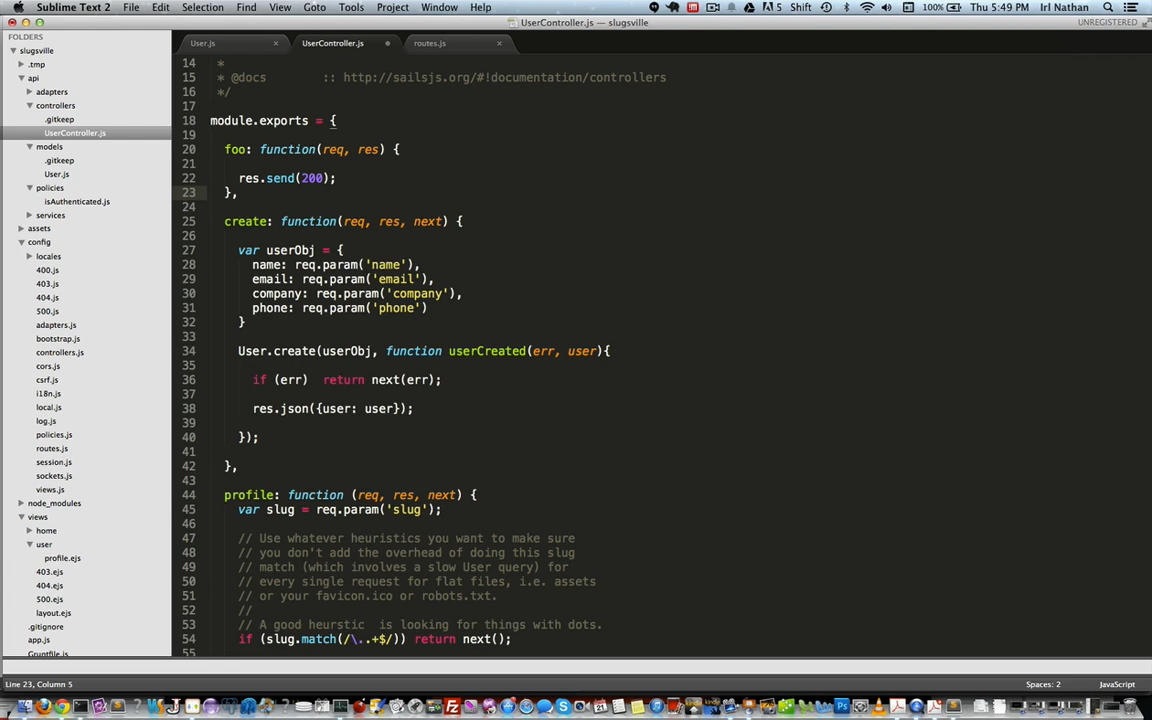 Sublime Text 2 File Edit Selection Find View Goto Tools Project Window Help 5 Shift 100% Thu 5:49 PM Irl Nathan
UserController.js — slugsville
UNREGISTERED
FOLDERS
slugsville
.tmp
api
adapters
controllers
.gitkeep
UserController.js
models
.gitkeep
User.js
policies
isAuthenticated.js
services
assets
config
locales
400.js
403.js
404.js
500.js
adapters.js
bootstrap.js
controllers.js
cors.js
csrf.js
i18n.js
local.js
log.js
policies.js
routes.js
session.js
sockets.js
views.js
node_modules
views
home
user
profile.ejs
403.ejs
404.ejs
500.ejs
layout.ejs
.gitignore
app.js
Gruntfile.js
User.js UserController.js routes.js
14 *
15 * @docs :: http://sailsjs.org/#!documentation/controllers
16 */
17
18 module.exports = {
19
20 foo: function(req, res) {
21
22 res.send(200);
23 },
24
25 create: function(req, res, next) {
26
27 var userObj = {
28 name: req.param('name'),
29 email: req.param('email'),
30 company: req.param('company'),
31 phone: req.param('phone')
32 }
33
34 User.create(userObj, function userCreated(err, user){
35
36 if (err) return next(err);
37
38 res.json({user: user});
39
40 });
41
42 },
43
44 profile: function (req, res, next) {
45 var slug = req.param('slug');
46
47 // Use whatever heuristics you want to make sure
48 // you don't add the overhead of doing this slug
49 // match (which involves a slow User query) for
50 // every single request for flat files, i.e. assets
51 // or your favicon.ico or robots.txt.
52 //
53 // A good heurstic is looking for things with dots.
54 if (slug.match(/\..+$/)) return next();
55
Line 23, Column 5
Spaces: 2
JavaScript